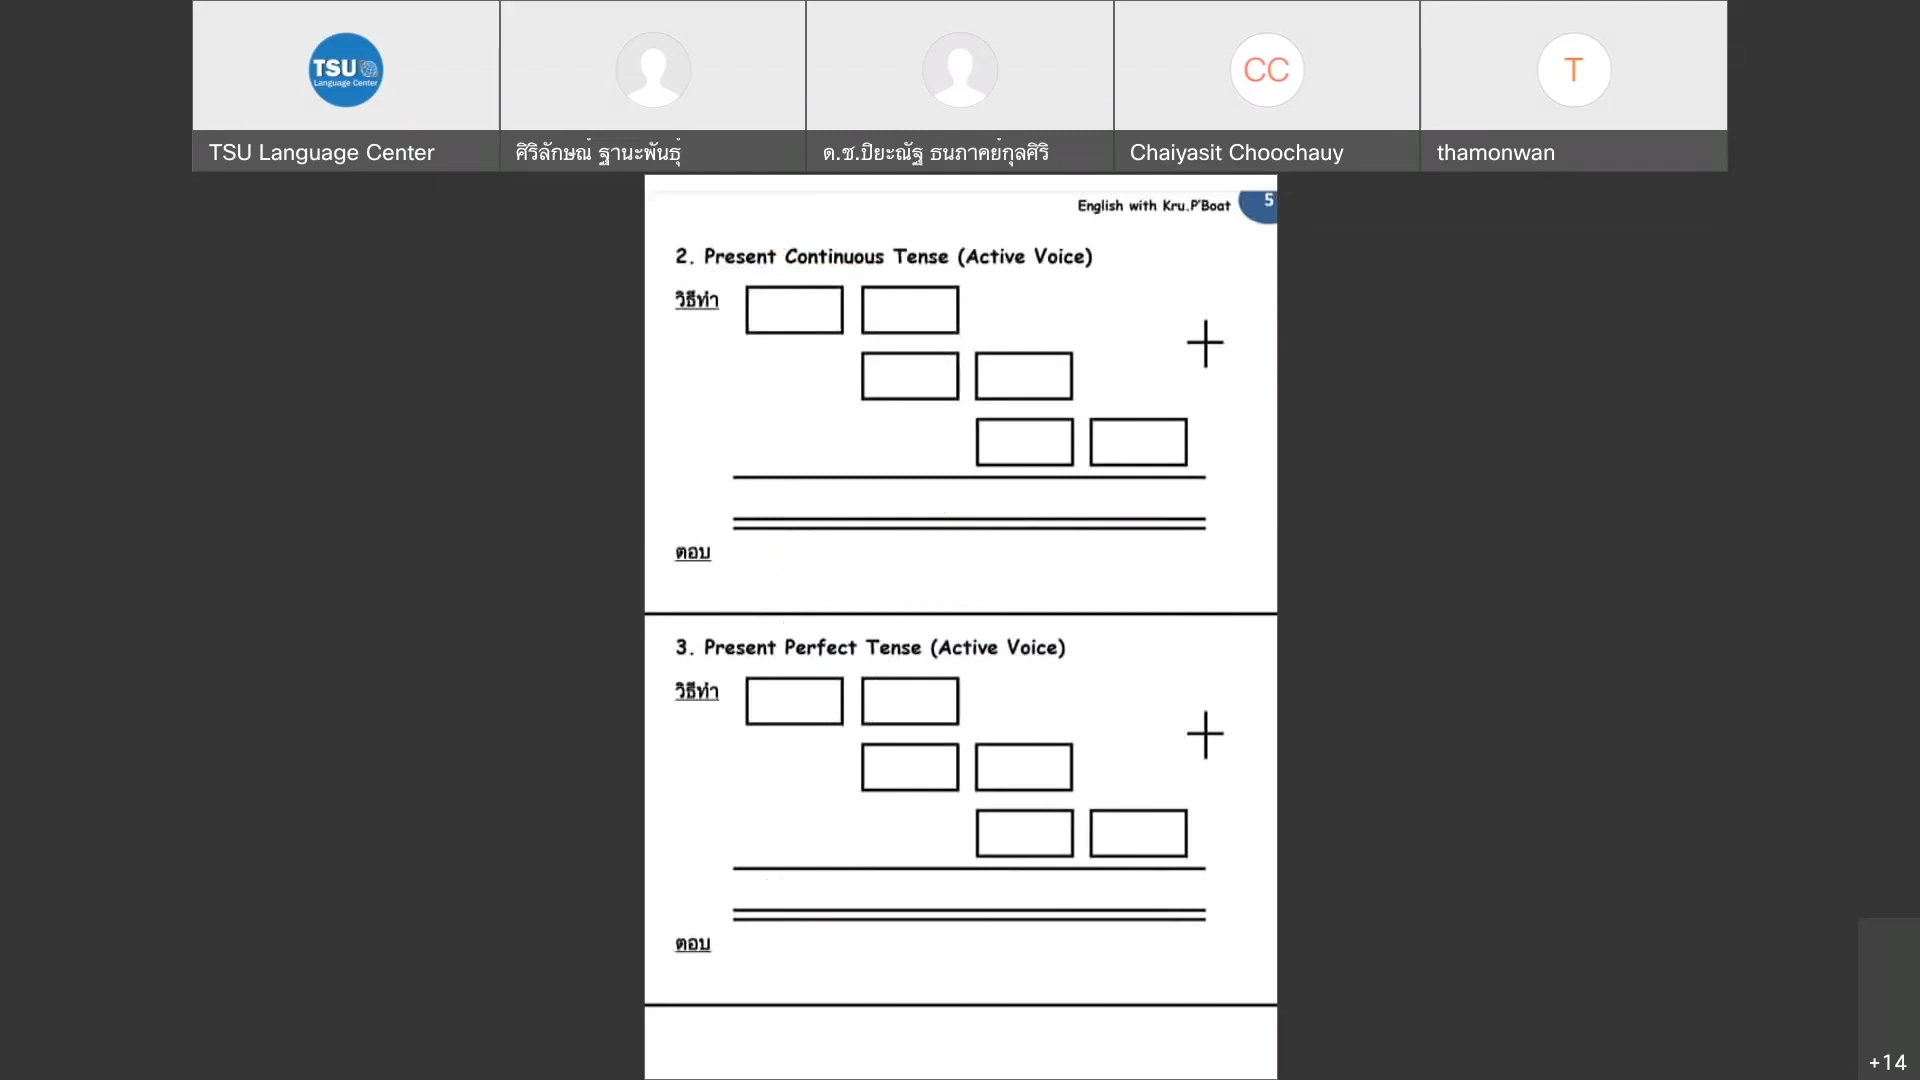 TSU
Language Center
CC
T
TSU Language Center
ศิริลักษณ์ ฐานะพันธุ์
ด.ช.ปิยะณัฐ ธนภาคย์กุลศิริ
Chaiyasit Choochauy
thamonwan
English with Kru.P'Boat
5
2. Present Continuous Tense (Active Voice)
วิธีทำ
+
ตอบ
3. Present Perfect Tense (Active Voice)
วิธีทำ
+
ตอบ
+14